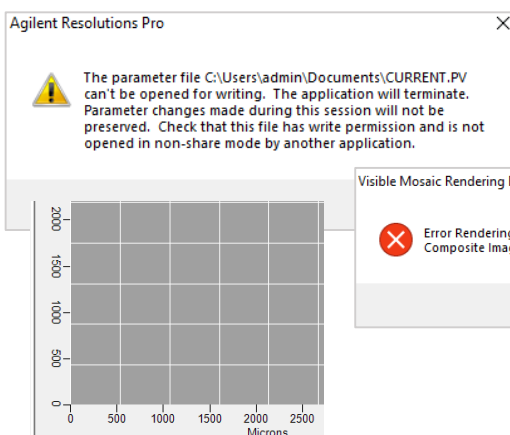 Agilent Resolutions Pro
The parameter file C:\Users\admin\Documents\CURRENT.PV
can't be opened for writing.  The application will terminate.
Parameter changes made during this session will not be
preserved.  Check that this file has write permission and is not
opened in non-share mode by another application.
Visible Mosaic Rendering
Error Rendering
Composite
2000
1500
1000
500
0
0 500 1000 1500 2000 2500
Microns